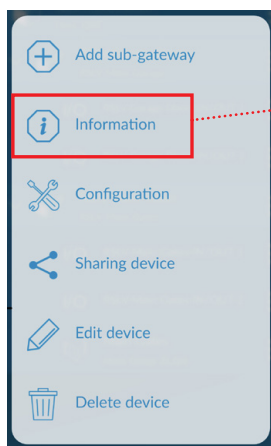 Add sub-gateway
Information
Configuration
Sharing device
Edit device
Delete device